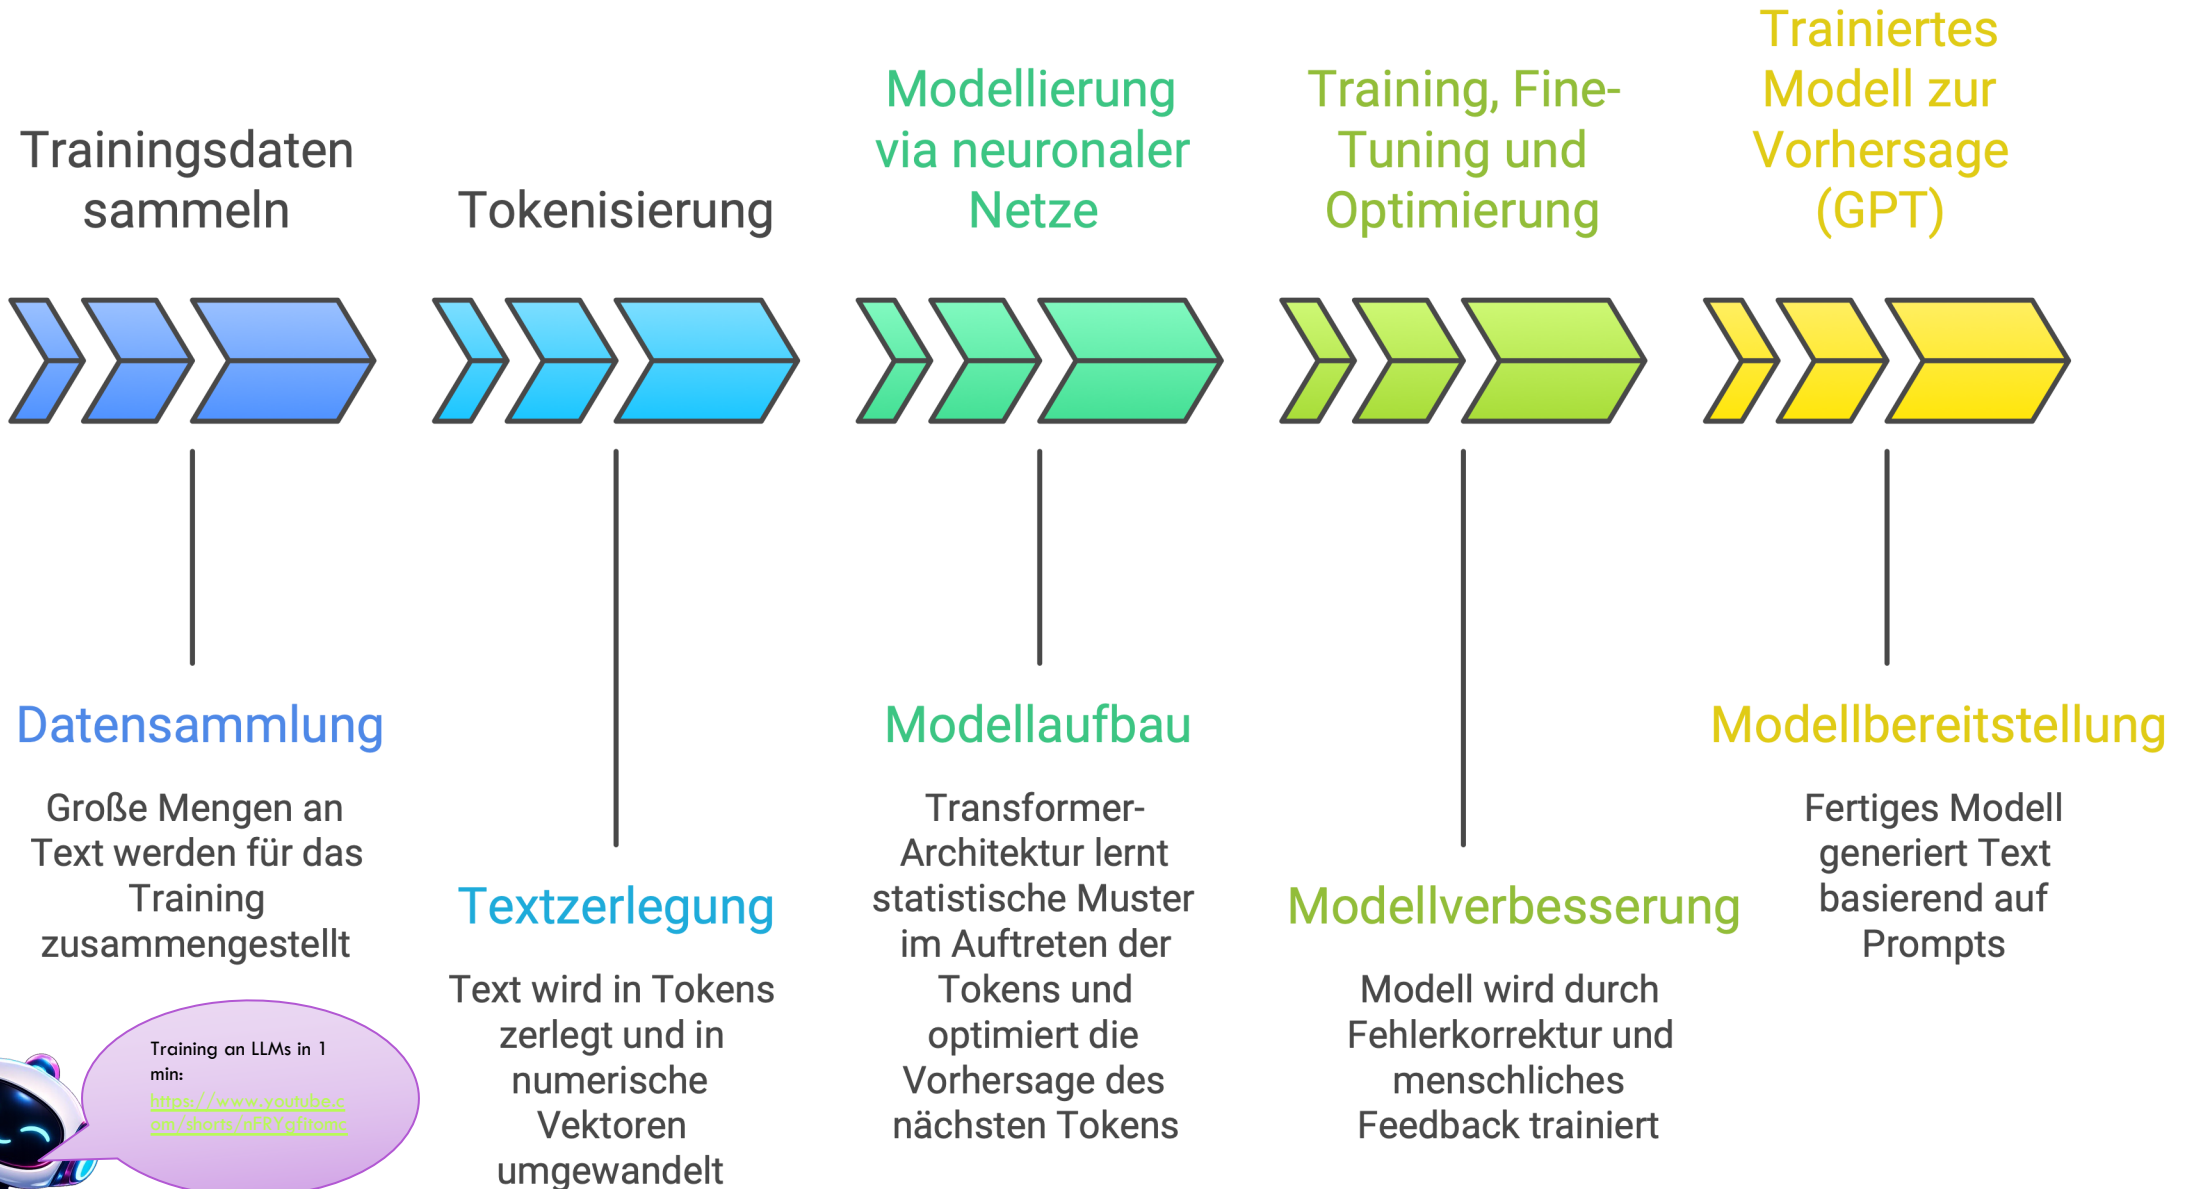 Trainingsdaten
sammeln
Tokenisierung
Modellierung
via neuronaler
Netze
Training, Fine-
Tuning und
Optimierung
Trainiertes
Modell zur
Vorhersage
(GPT)
Datensammlung
Große Mengen an
Text werden für das
Training
zusammengestellt
Textzerlegung
Text wird in Tokens
zerlegt und in
numerische
Vektoren
umgewandelt
Modellaufbau
Transformer-
Architektur lernt
statistische Muster
im Auftreten der
Tokens und
optimiert die
Vorhersage des
nächsten Tokens
Modellverbesserung
Modell wird durch
Fehlerkorrektur und
menschliches
Feedback trainiert
Modellbereitstellung
Fertiges Modell
generiert Text
basierend auf
Prompts
Training an LLMs in 1
min:
https://www.youtube.c